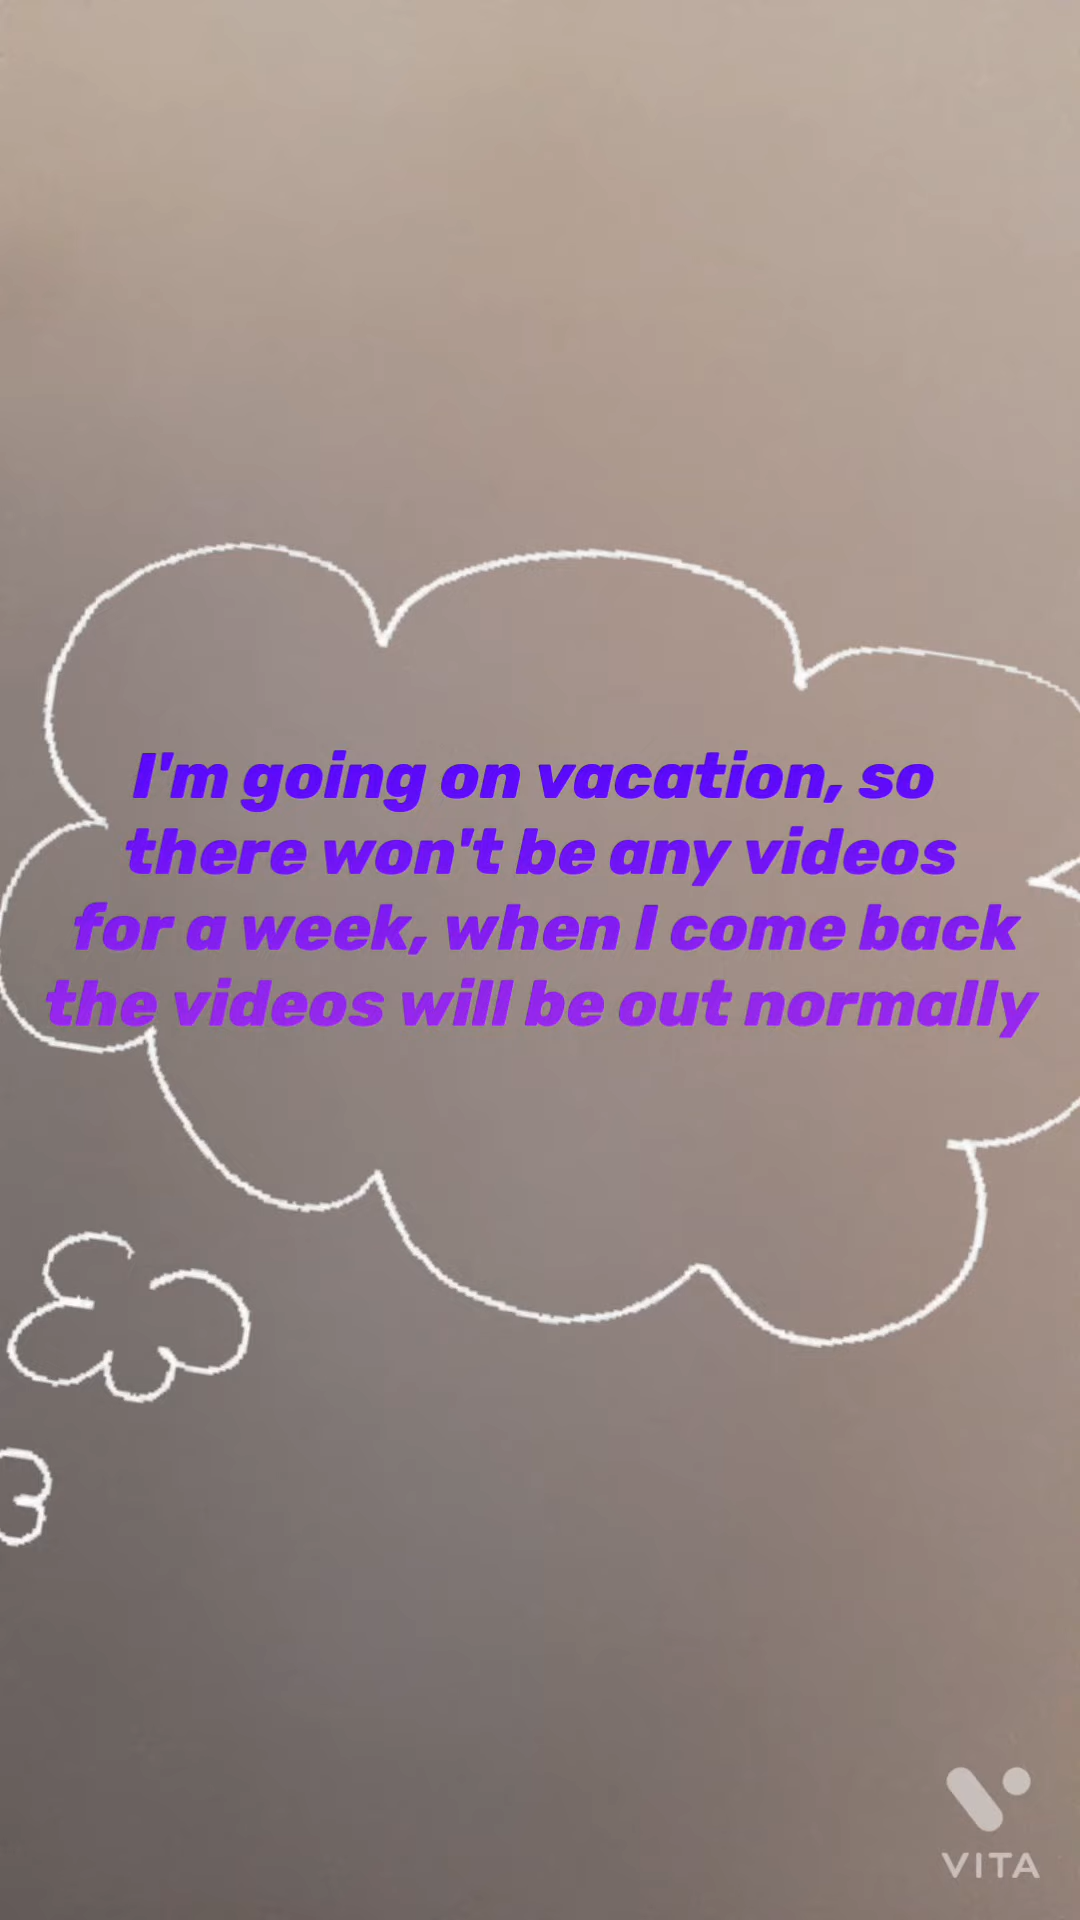 I'm going on vacation, so
there won't be any videos
for a week, when I come back
the videos will be out normally
VITA